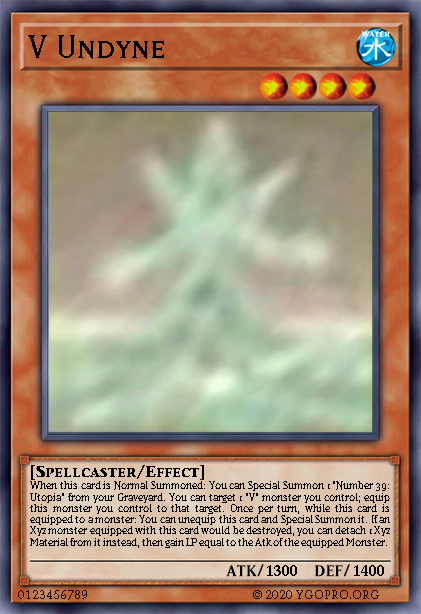 V Undyne
WATER
水
[Spellcaster/Effect]
When this card is Normal Summoned: You can Special Summon 1 "Number 39:
Utopia" from your Graveyard. You can target 1 "V" monster you control; equip
this monster you control to that target. Once per turn, while this card is
equipped to a monster: You can unequip this card and Special Summon it. If an
Xyz monster equipped with this card would be destroyed, you can detach 1 Xyz
Material from it instead, then gain LP equal to the Atk of the equipped Monster.
ATK/1300 DEF/1400
0123456789 © 2020 YGOPRO.ORG